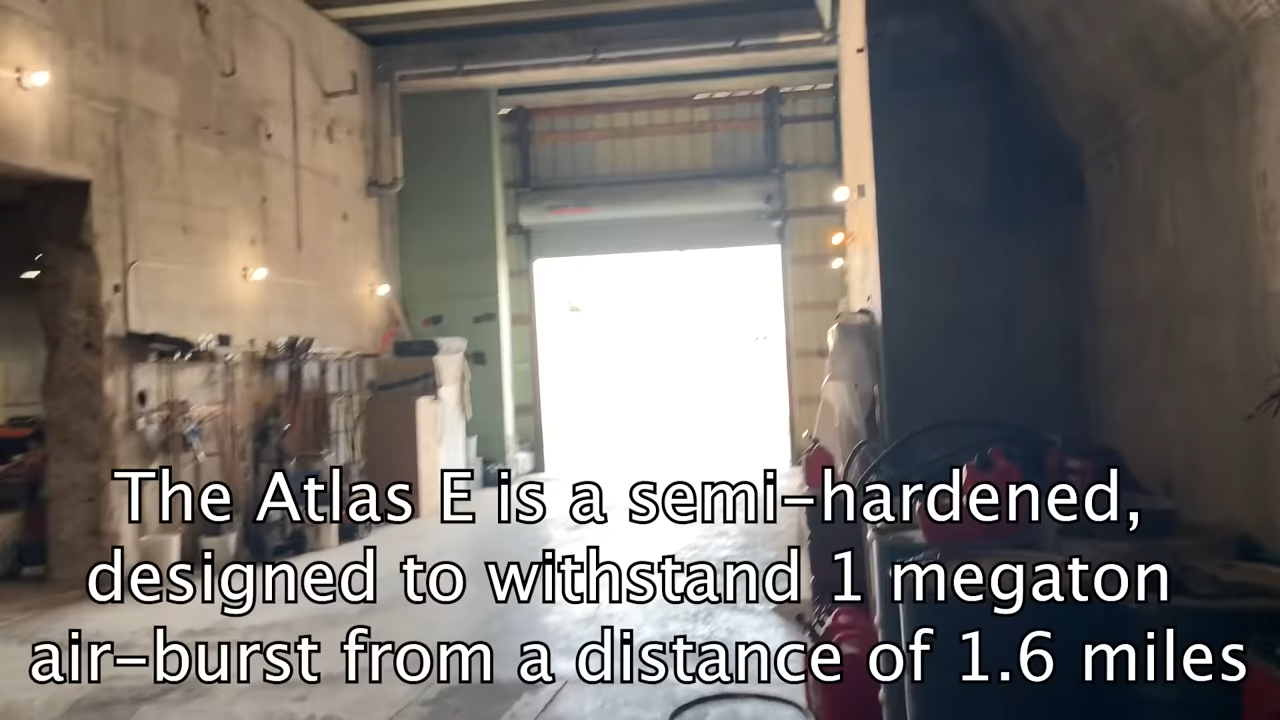 The Atlas E is a semi-hardened,
designed to withstand 1 megaton
air-burst from a distance of 1.6 miles